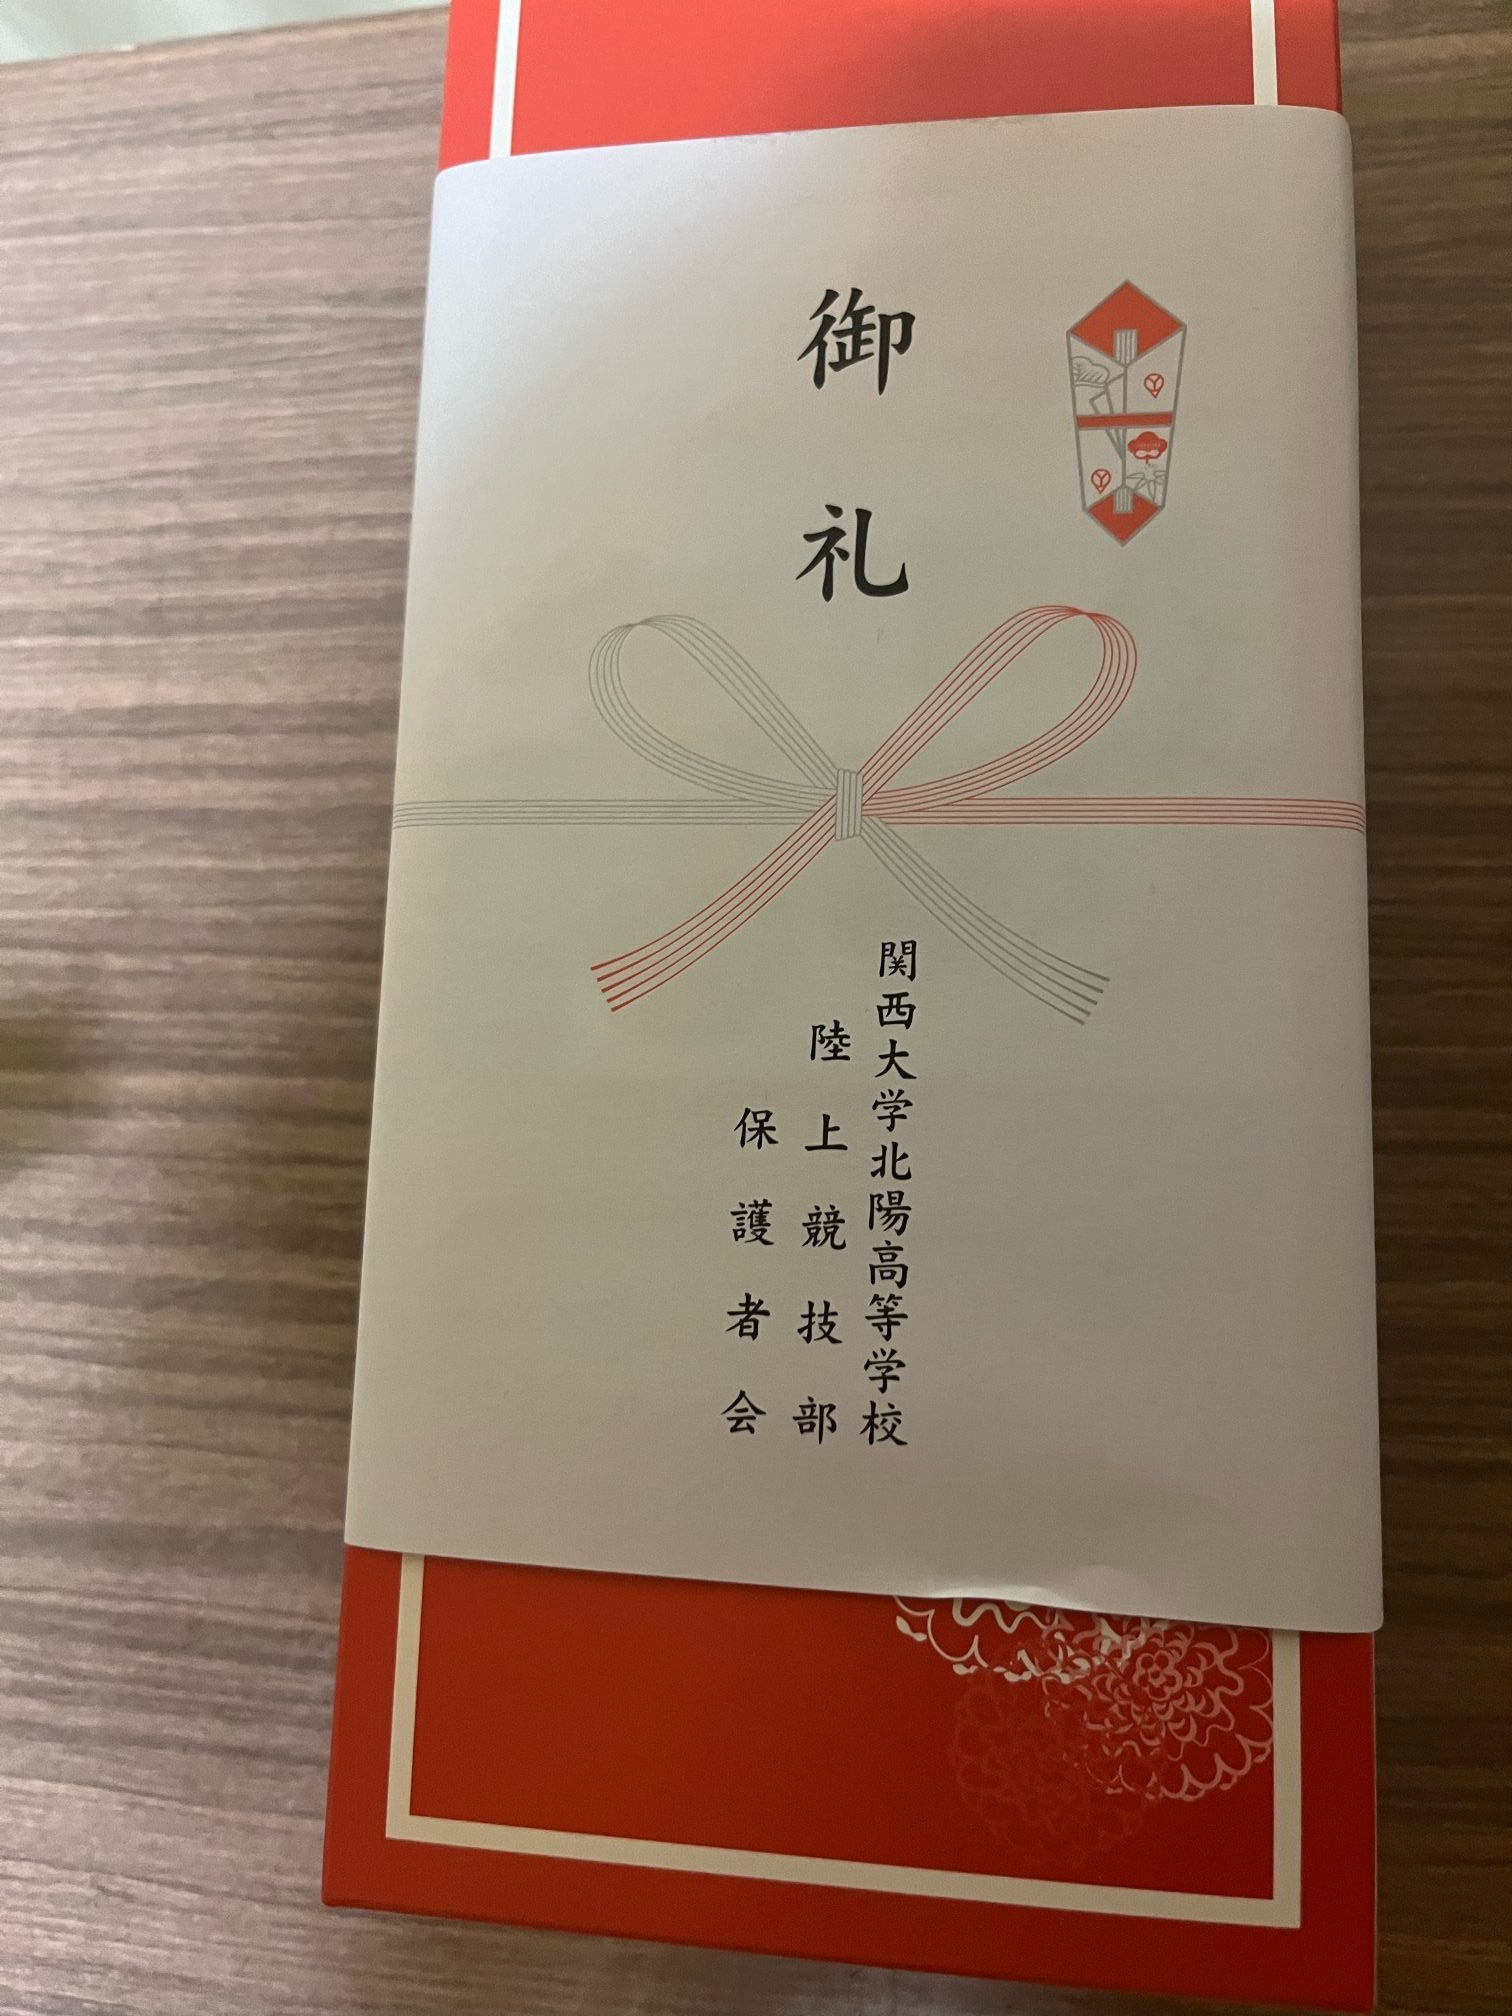 御礼
関西大学北陽高等学校
陸上競技部
保護者会